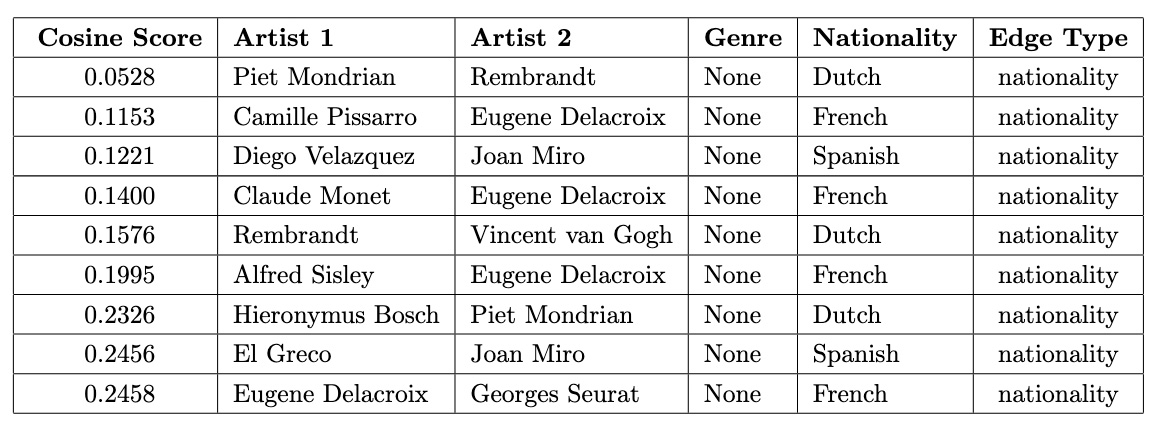 Cosine Score Artist 1 Artist 2 Genre Nationality Edge Type
0.0528 Piet Mondrian Rembrandt None Dutch nationality
0.1153 Camille Pissarro Eugene Delacroix None French nationality
0.1221 Diego Velazquez Joan Miro None Spanish nationality
0.1400 Claude Monet Eugene Delacroix None French nationality
0.1576 Rembrandt Vincent van Gogh None Dutch nationality
0.1995 Alfred Sisley Eugene Delacroix None French nationality
0.2326 Hieronymus Bosch Piet Mondrian None Dutch nationality
0.2456 El Greco Joan Miro None Spanish nationality
0.2458 Eugene Delacroix Georges Seurat None French nationality